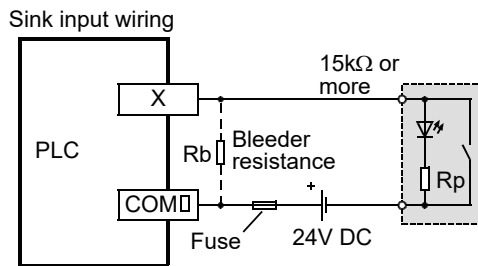 Sink input wiring
15kΩ or
more
X
PLC
Rb
Bleeder
resistance
Rp
COM▯
+
Fuse
24V DC